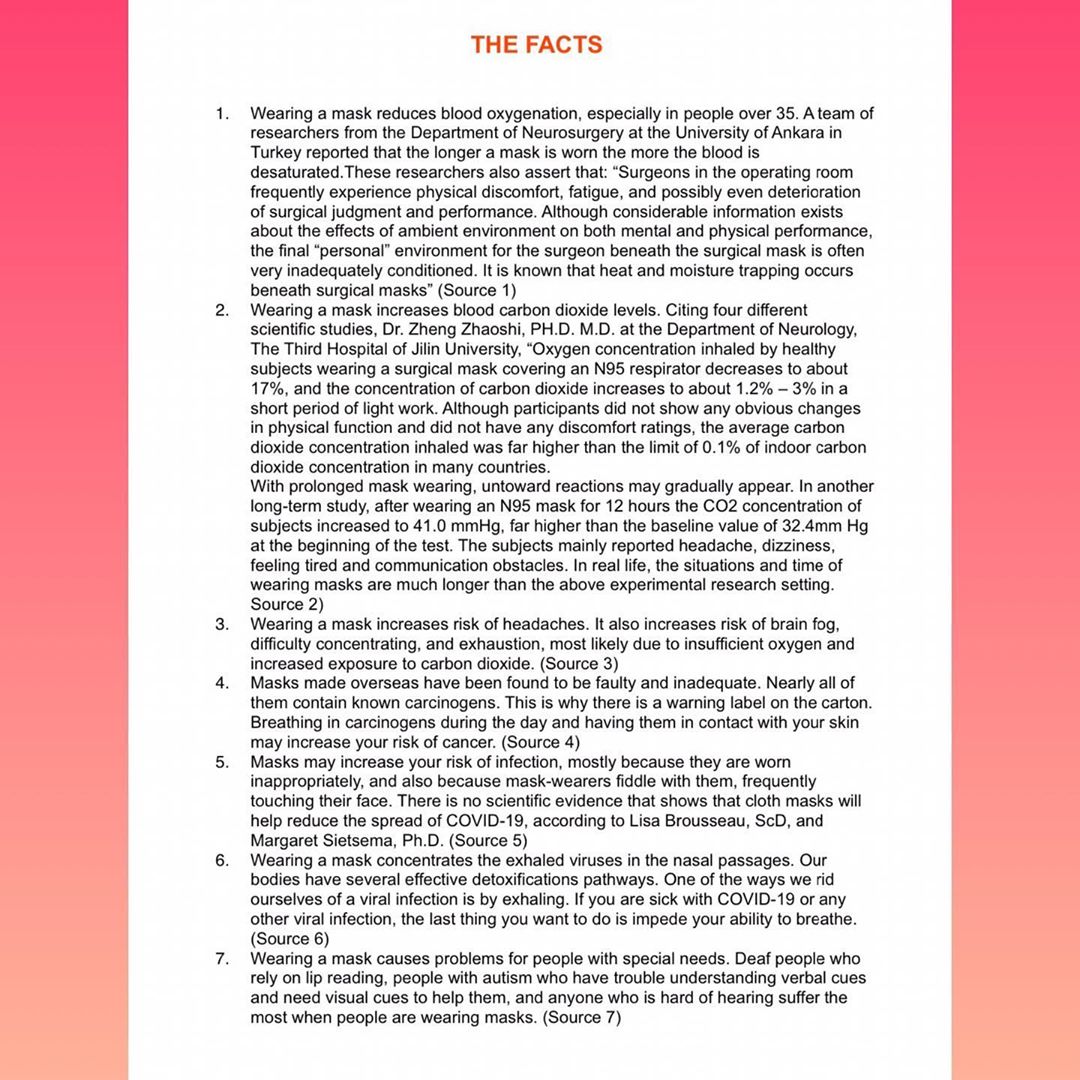 THE FACTS
1. Wearing a mask reduces blood oxygenation, especially in people over 35. A team of
researchers from the Department of Neurosurgery at the University of Ankara in
Turkey reported that the longer a mask is worn the more the blood is
desaturated.These researchers also assert that: “Surgeons in the operating room
frequently experience physical discomfort, fatigue, and possibly even deterioration
of surgical judgment and performance. Although considerable information exists
about the effects of ambient environment on both mental and physical performance,
the final “personal” environment for the surgeon beneath the surgical mask is often
very inadequately conditioned. It is known that heat and moisture trapping occurs
beneath surgical masks” (Source 1)
2. Wearing a mask increases blood carbon dioxide levels. Citing four different
scientific studies, Dr. Zheng Zhaoshi, PH.D. M.D. at the Department of Neurology,
The Third Hospital of Jilin University, “Oxygen concentration inhaled by healthy
subjects wearing a surgical mask covering an N95 respirator decreases to about
17%, and the concentration of carbon dioxide increases to about 1.2% – 3% in a
short period of light work. Although participants did not show any obvious changes
in physical function and did not have any discomfort ratings, the average carbon
dioxide concentration inhaled was far higher than the limit of 0.1% of indoor carbon
dioxide concentration in many countries.
With prolonged mask wearing, untoward reactions may gradually appear. In another
long-term study, after wearing an N95 mask for 12 hours the CO2 concentration of
subjects increased to 41.0 mmHg, far higher than the baseline value of 32.4mm Hg
at the beginning of the test. The subjects mainly reported headache, dizziness,
feeling tired and communication obstacles. In real life, the situations and time of
wearing masks are much longer than the above experimental research setting.
Source 2)
3. Wearing a mask increases risk of headaches. It also increases risk of brain fog,
difficulty concentrating, and exhaustion, most likely due to insufficient oxygen and
increased exposure to carbon dioxide. (Source 3)
4. Masks made overseas have been found to be faulty and inadequate. Nearly all of
them contain known carcinogens. This is why there is a warning label on the carton.
Breathing in carcinogens during the day and having them in contact with your skin
may increase your risk of cancer. (Source 4)
5. Masks may increase your risk of infection, mostly because they are worn
inappropriately, and also because mask-wearers fiddle with them, frequently
touching their face. There is no scientific evidence that shows that cloth masks will
help reduce the spread of COVID-19, according to Lisa Brousseau, ScD, and
Margaret Sietsema, Ph.D. (Source 5)
6. Wearing a mask concentrates the exhaled viruses in the nasal passages. Our
bodies have several effective detoxifications pathways. One of the ways we rid
ourselves of a viral infection is by exhaling. If you are sick with COVID-19 or any
other viral infection, the last thing you want to do is impede your ability to breathe.
(Source 6)
7. Wearing a mask causes problems for people with special needs. Deaf people who
rely on lip reading, people with autism who have trouble understanding verbal cues
and need visual cues to help them, and anyone who is hard of hearing suffer the
most when people are wearing masks. (Source 7)